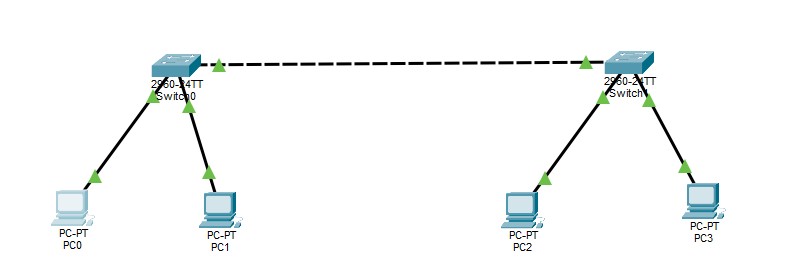 2960-24TT
Switch0
2960-24TT
Switch1
PC-PT
PC0
PC-PT
PC1
PC-PT
PC2
PC-PT
PC3